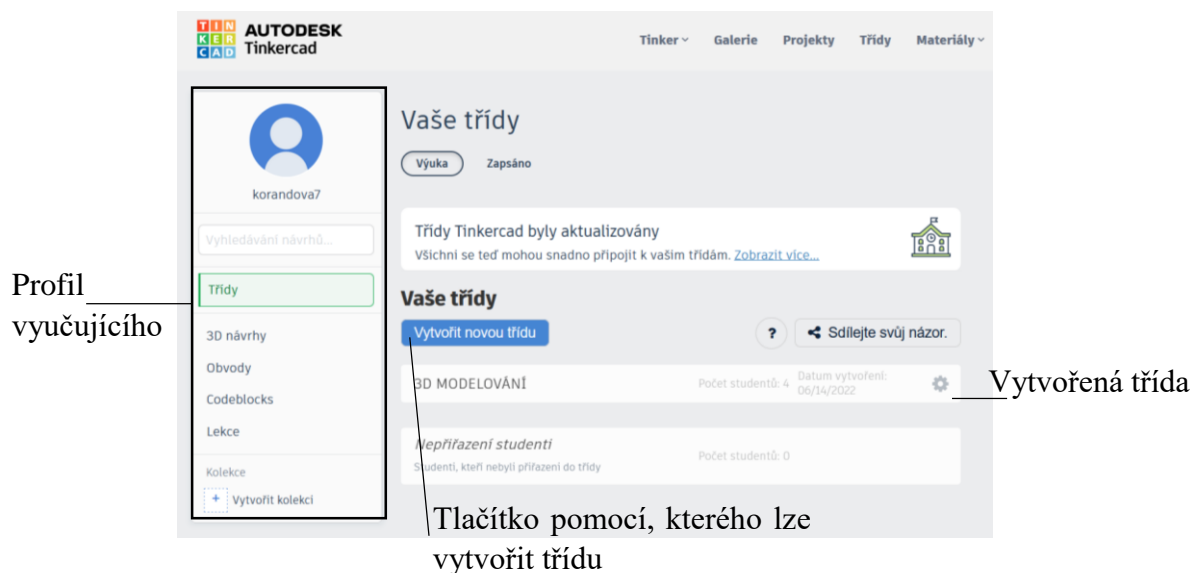 TIN
KER
CAD
AUTODESK
Tinkercad
Tinker Galerie Projekty Třídy Materiály
korandova7
Vyhledávání návrhů...
Třídy
3D návrhy
Obvody
Codeblocks
Lekce
Kolekce
+ Vytvořit kolekci
Vaše třídy
Výuka Zapsáno
Třídy Tinkercad byly aktualizovány
Všichni se teď mohou snadno připojit k vašim třídám. Zobrazit více...
Vaše třídy
Vytvořit novou třídu ? Sdílejte svůj názor.
3D MODELOVÁNÍ Počet studentů: 4 Datum vytvoření:
06/14/2022
Nepřiřazení studenti
Studenti, kteří nebyli přiřazeni do třídy Počet studentů: 0
Profil
vyučujícího
Vytvořená třída
Tlačítko pomocí, kterého lze
vytvořit třídu